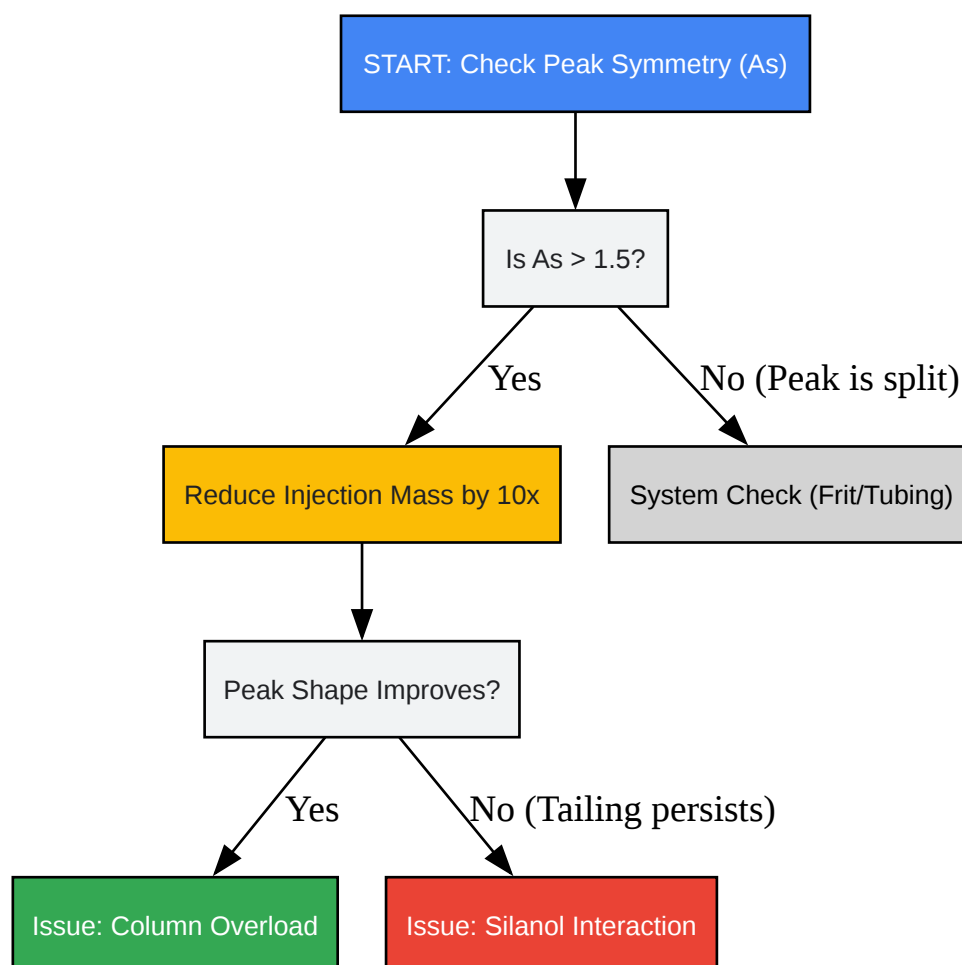 START: Check Peak Symmetry (As)
Is As > 1.5?
Yes
No (Peak is split)
Reduce Injection Mass by 10x
System Check (Frit/Tubing)
Peak Shape Improves?
Yes
No (Tailing persists)
Issue: Column Overload
Issue: Silanol Interaction